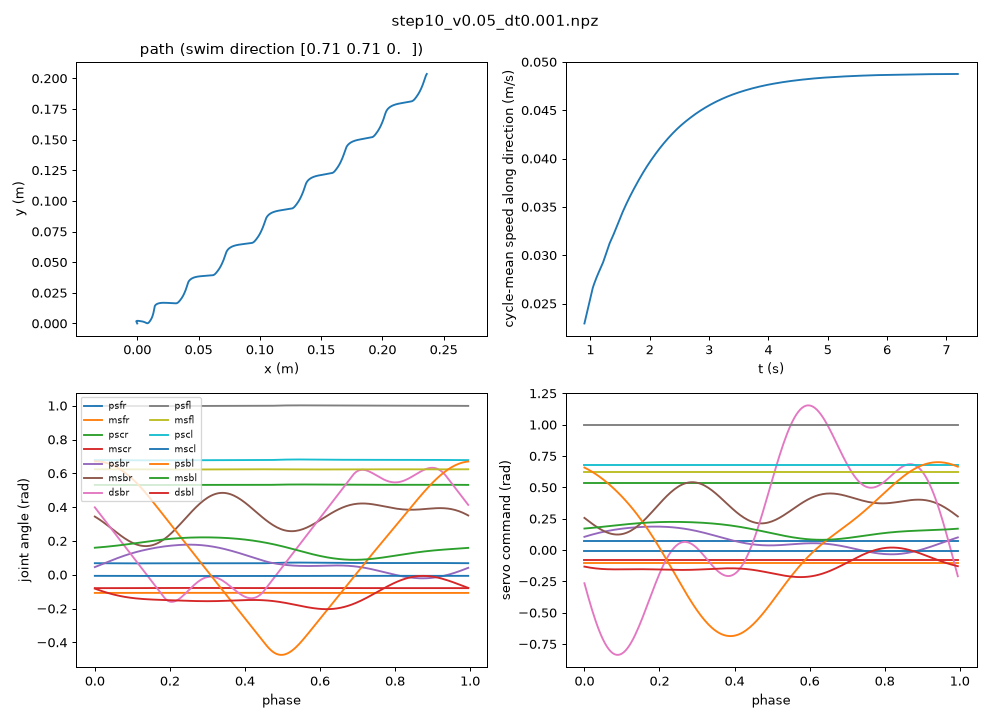 step10_v0.05_dt0.001.npz
path (swim direction [0.71 0.71 0.  ])
0.200
0.175
0.150
0.125
0.100
0.075
0.050
0.025
0.000
y (m)
0.00 0.05 0.10 0.15 0.20 0.25
x (m)
0.050
0.045
0.040
0.035
0.030
0.025
cycle-mean speed along direction (m/s)
1 2 3 4 5 6 7
t (s)
1.0
0.8
0.6
0.4
0.2
0.0
−0.2
−0.4
joint angle (rad)
psfr psfl
msfr msfl
pscr pscl
mscr mscl
psbr psbl
msbr msbl
dsbr dsbl
0.0 0.2 0.4 0.6 0.8 1.0
phase
1.25
1.00
0.75
0.50
0.25
0.00
−0.25
−0.50
−0.75
servo command (rad)
0.0 0.2 0.4 0.6 0.8 1.0
phase